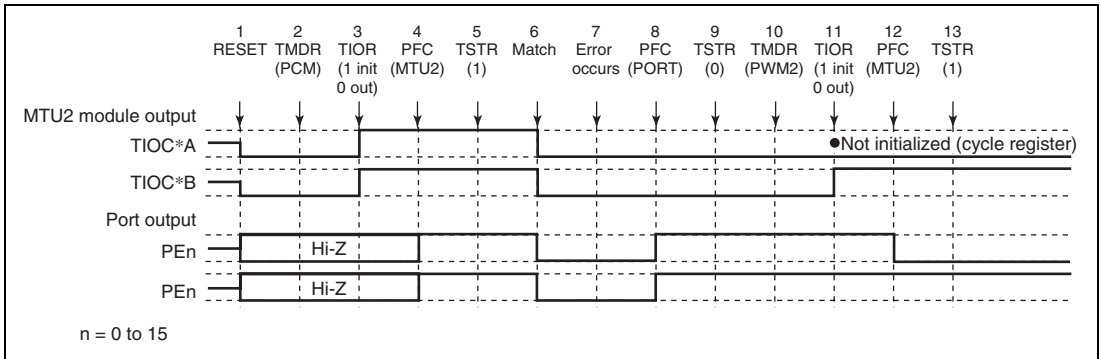 1 2 3 4 5 6 7 8 9 10 11 12 13
RESET TMDR TIOR PFC TSTR Match Error PFC TSTR TMDR TIOR PFC TSTR
(PCM) (1 init (MTU2) (1) occurs (PORT) (0) (PWM2) (1 init (MTU2) (1)
0 out) 0 out)
MTU2 module output
TIOC*A ●Not initialized (cycle register)
TIOC*B
Port output
PEn Hi-Z
PEn Hi-Z
n = 0 to 15